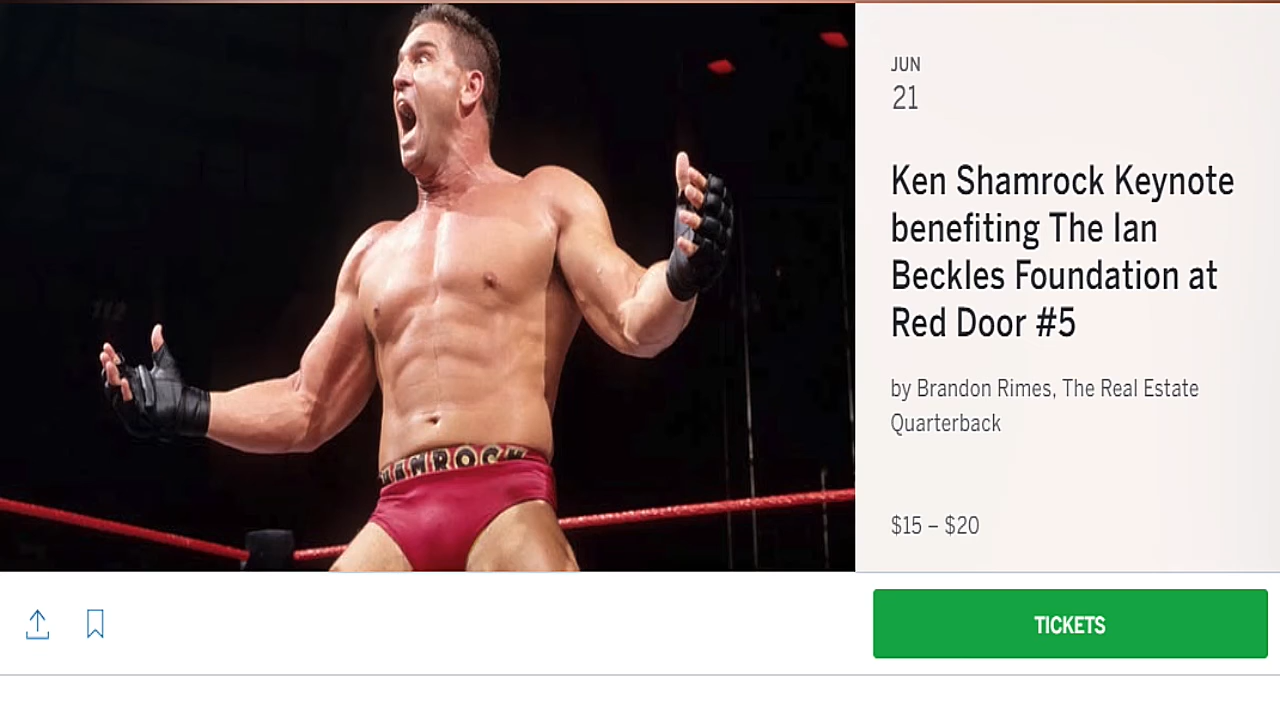 SHAMROCK
JUN
21
Ken Shamrock Keynote
benefiting The Ian
Beckles Foundation at
Red Door #5
by Brandon Rimes, The Real Estate
Quarterback
$15 – $20
TICKETS